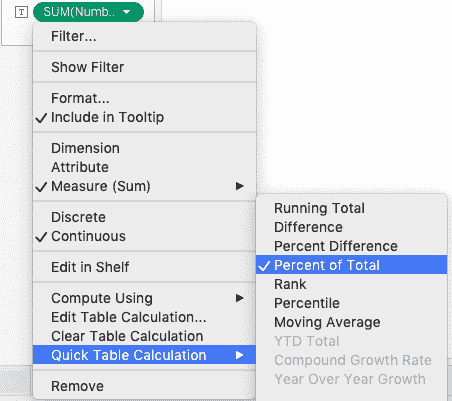 T SUM(Numb..
Filter...
Show Filter
Format...
Include in Tooltip
Dimension
Attribute
Measure (Sum)
Discrete
Continuous
Edit in Shelf
Compute Using
Edit Table Calculation...
Clear Table Calculation
Quick Table Calculation
Remove
Running Total
Difference
Percent Difference
Percent of Total
Rank
Percentile
Moving Average
YTD Total
Compound Growth Rate
Year Over Year Growth